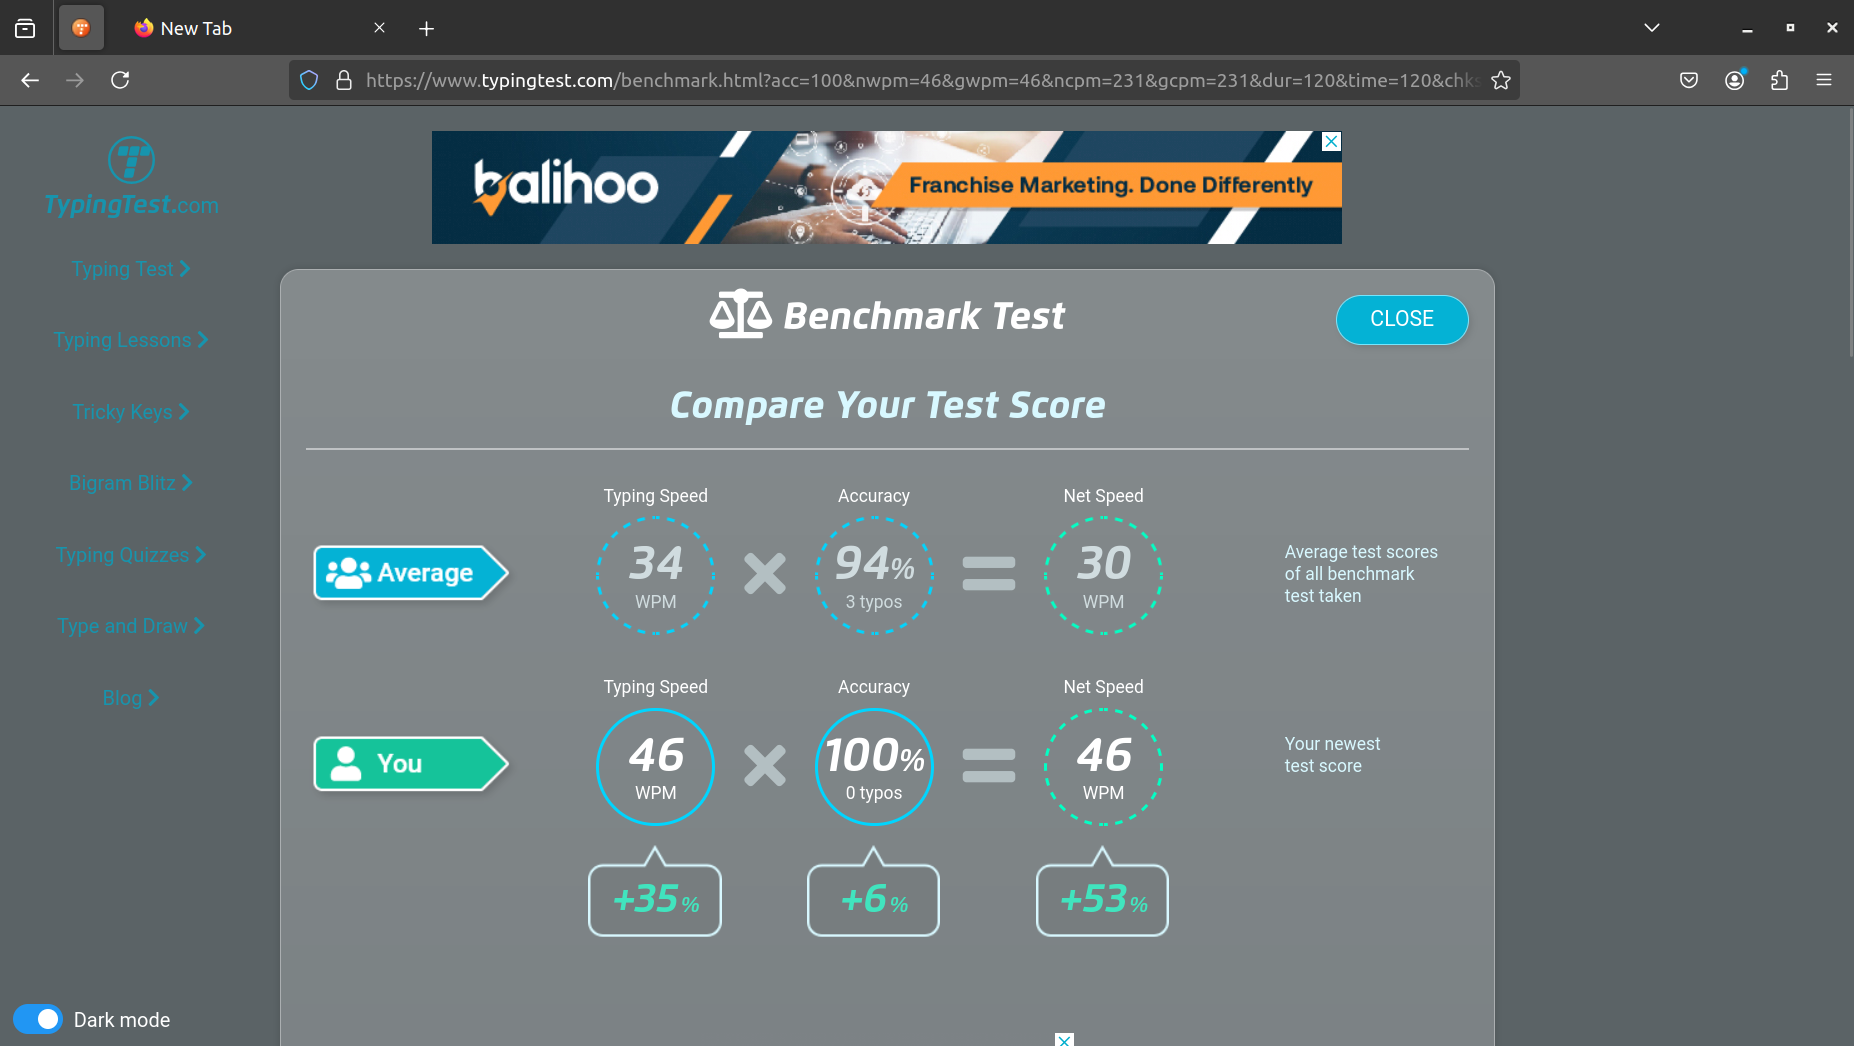 New Tab
https://www.typingtest.com/benchmark.html?acc=100&nwpm=46&gwpm=46&ncpm=231&gcpm=231&dur=120&time=120&chks
TypingTest.com
Typing Test
Typing Lessons
Tricky Keys
Bigram Blitz
Typing Quizzes
Type and Draw
Blog
Dark mode
balihoo
Franchise Marketing. Done Differently
Benchmark Test
CLOSE
Compare Your Test Score
Typing Speed Accuracy Net Speed
Average
34 WPM × 94% 3 typos = 30 WPM
Average test scores
of all benchmark
test taken
Typing Speed Accuracy Net Speed
You
46 WPM × 100% 0 typos = 46 WPM
Your newest
test score
+35% +6% +53%